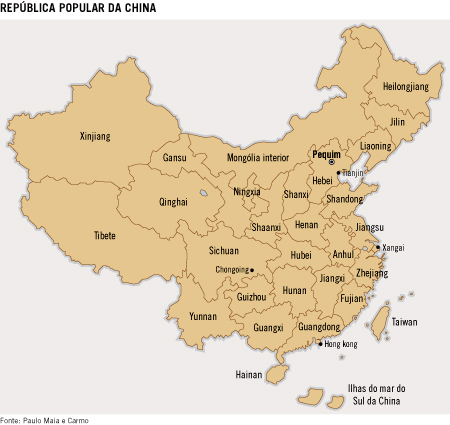 REPÚBLICA POPULAR DA CHINA
Heilongjiang
Jilin
Xinjiang
Liaoning
Gansu
Mongólia interior
Pequim
Tianjin
Hebei
Ningxia
Shanxi
Qinghai
Shandong
Shaanxi
Henan
Jiangsu
Tibete
Xangai
Sichuan
Hubei
Anhui
Chongoing
Zhejiang
Jiangxi
Hunan
Guizhou
Fujian
Yunnan
Guangxi
Guangdong
Taiwan
Hong kong
Hainan
Ilhas do mar do
Sul da China
Fonte: Paulo Maia e Carmo